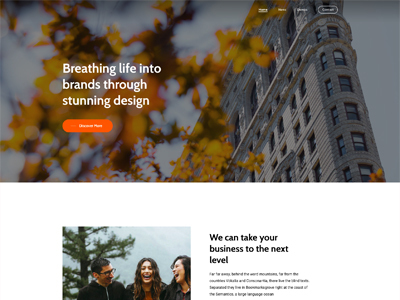 Home
News
About
Contact
Breathing life into
brands through
stunning design
Discover More
We can take your
business to the next
level
Far far away, behind the word mountains, far from the
countries Vokalia and Consonantia, there live the blind texts.
Separated they live in Bookmarksgrove right at the coast of
the Semantics, a large language ocean